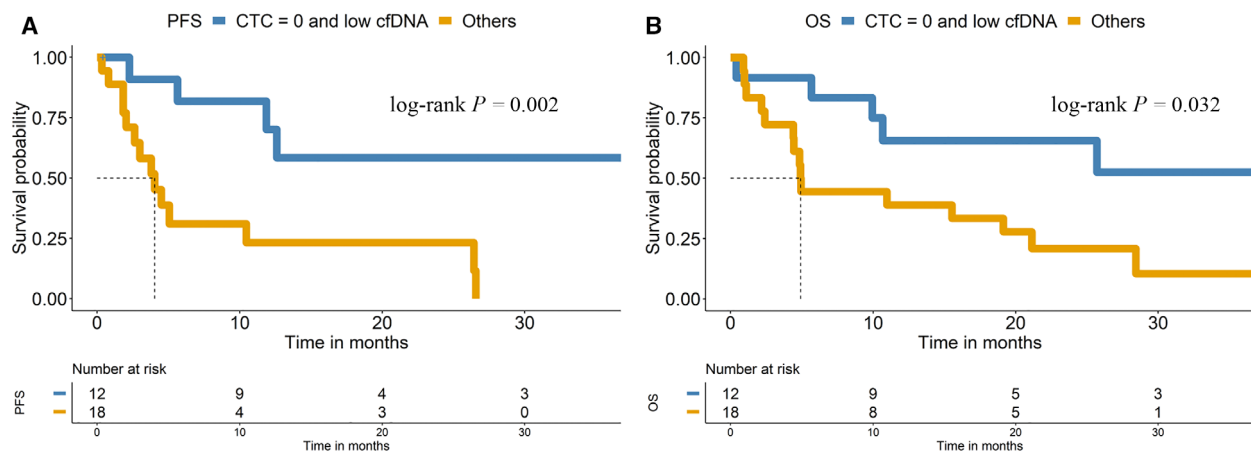 A
PFS CTC = 0 and low cfDNA Others
1.00
0.75
0.50
0.25
0.00
Survival probability
log-rank P = 0.002
0 10 20 30
Time in months
Number at risk
PFS
12 9 4 3
18 4 3 0
0 10 20 30
Time in months
B
OS CTC = 0 and low cfDNA Others
1.00
0.75
0.50
0.25
0.00
Survival probability
log-rank P = 0.032
0 10 20 30
Time in months
Number at risk
OS
12 9 5 3
18 8 5 1
0 10 20 30
Time in months